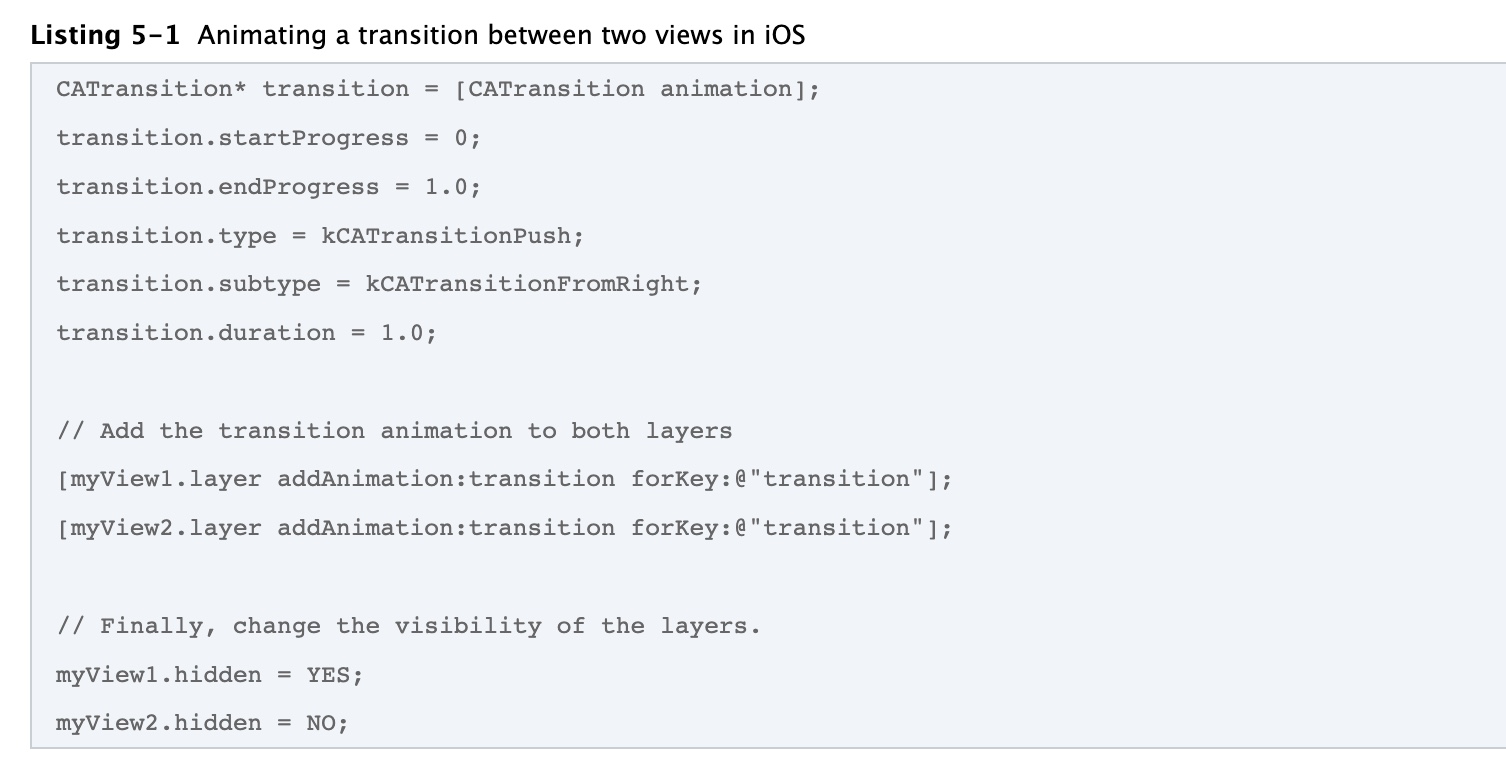 Listing 5-1 Animating a transition between two views in iOS
CATransition* transition = [CATransition animation];
transition.startProgress = 0;
transition.endProgress = 1.0;
transition.type = kCATransitionPush;
transition.subtype = kCATransitionFromRight;
transition.duration = 1.0;
// Add the transition animation to both layers
[myView1.layer addAnimation:transition forKey:@"transition"];
[myView2.layer addAnimation:transition forKey:@"transition"];
// Finally, change the visibility of the layers.
myView1.hidden = YES;
myView2.hidden = NO;